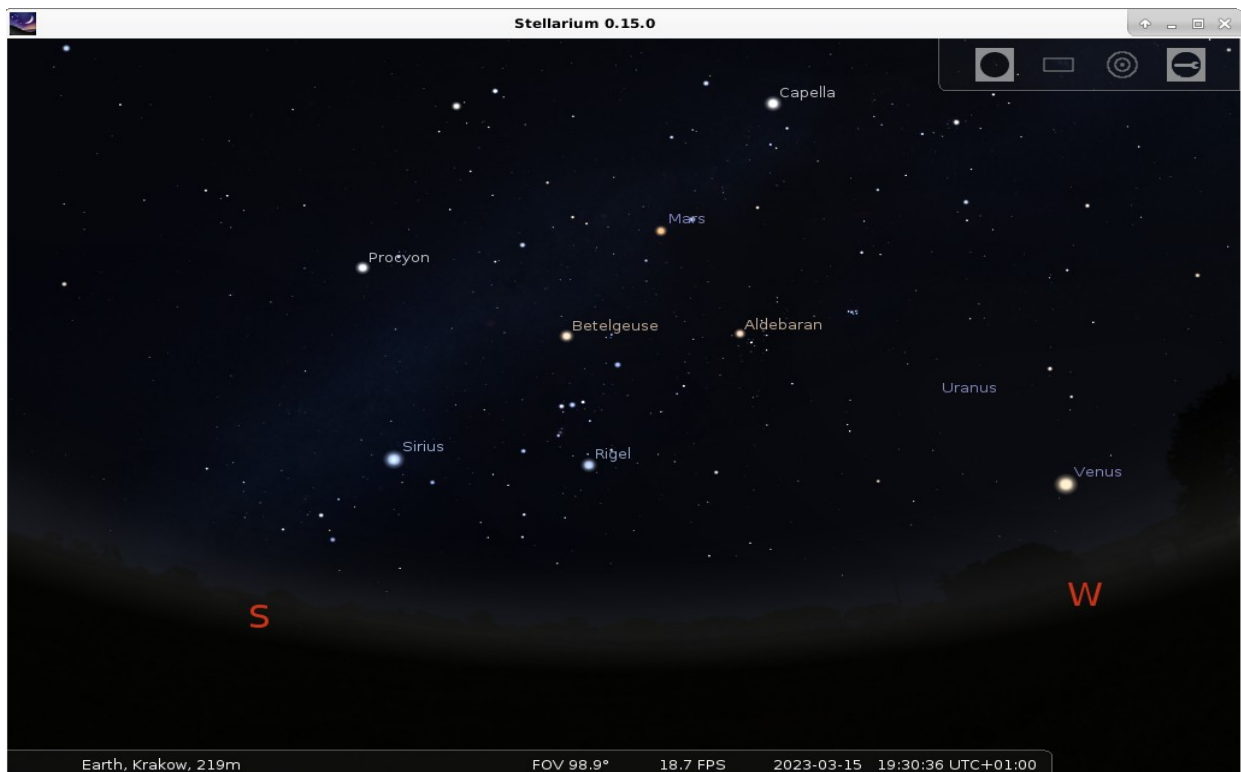 Stellarium 0.15.0
Capella
Mars
Procyon
Betelgeuse
Aldebaran
Uranus
Sirius
Rigel
Venus
W
S
Earth, Krakow, 219m FOV 98.9° 18.7 FPS 2023-03-15 19:30:36 UTC+01:00